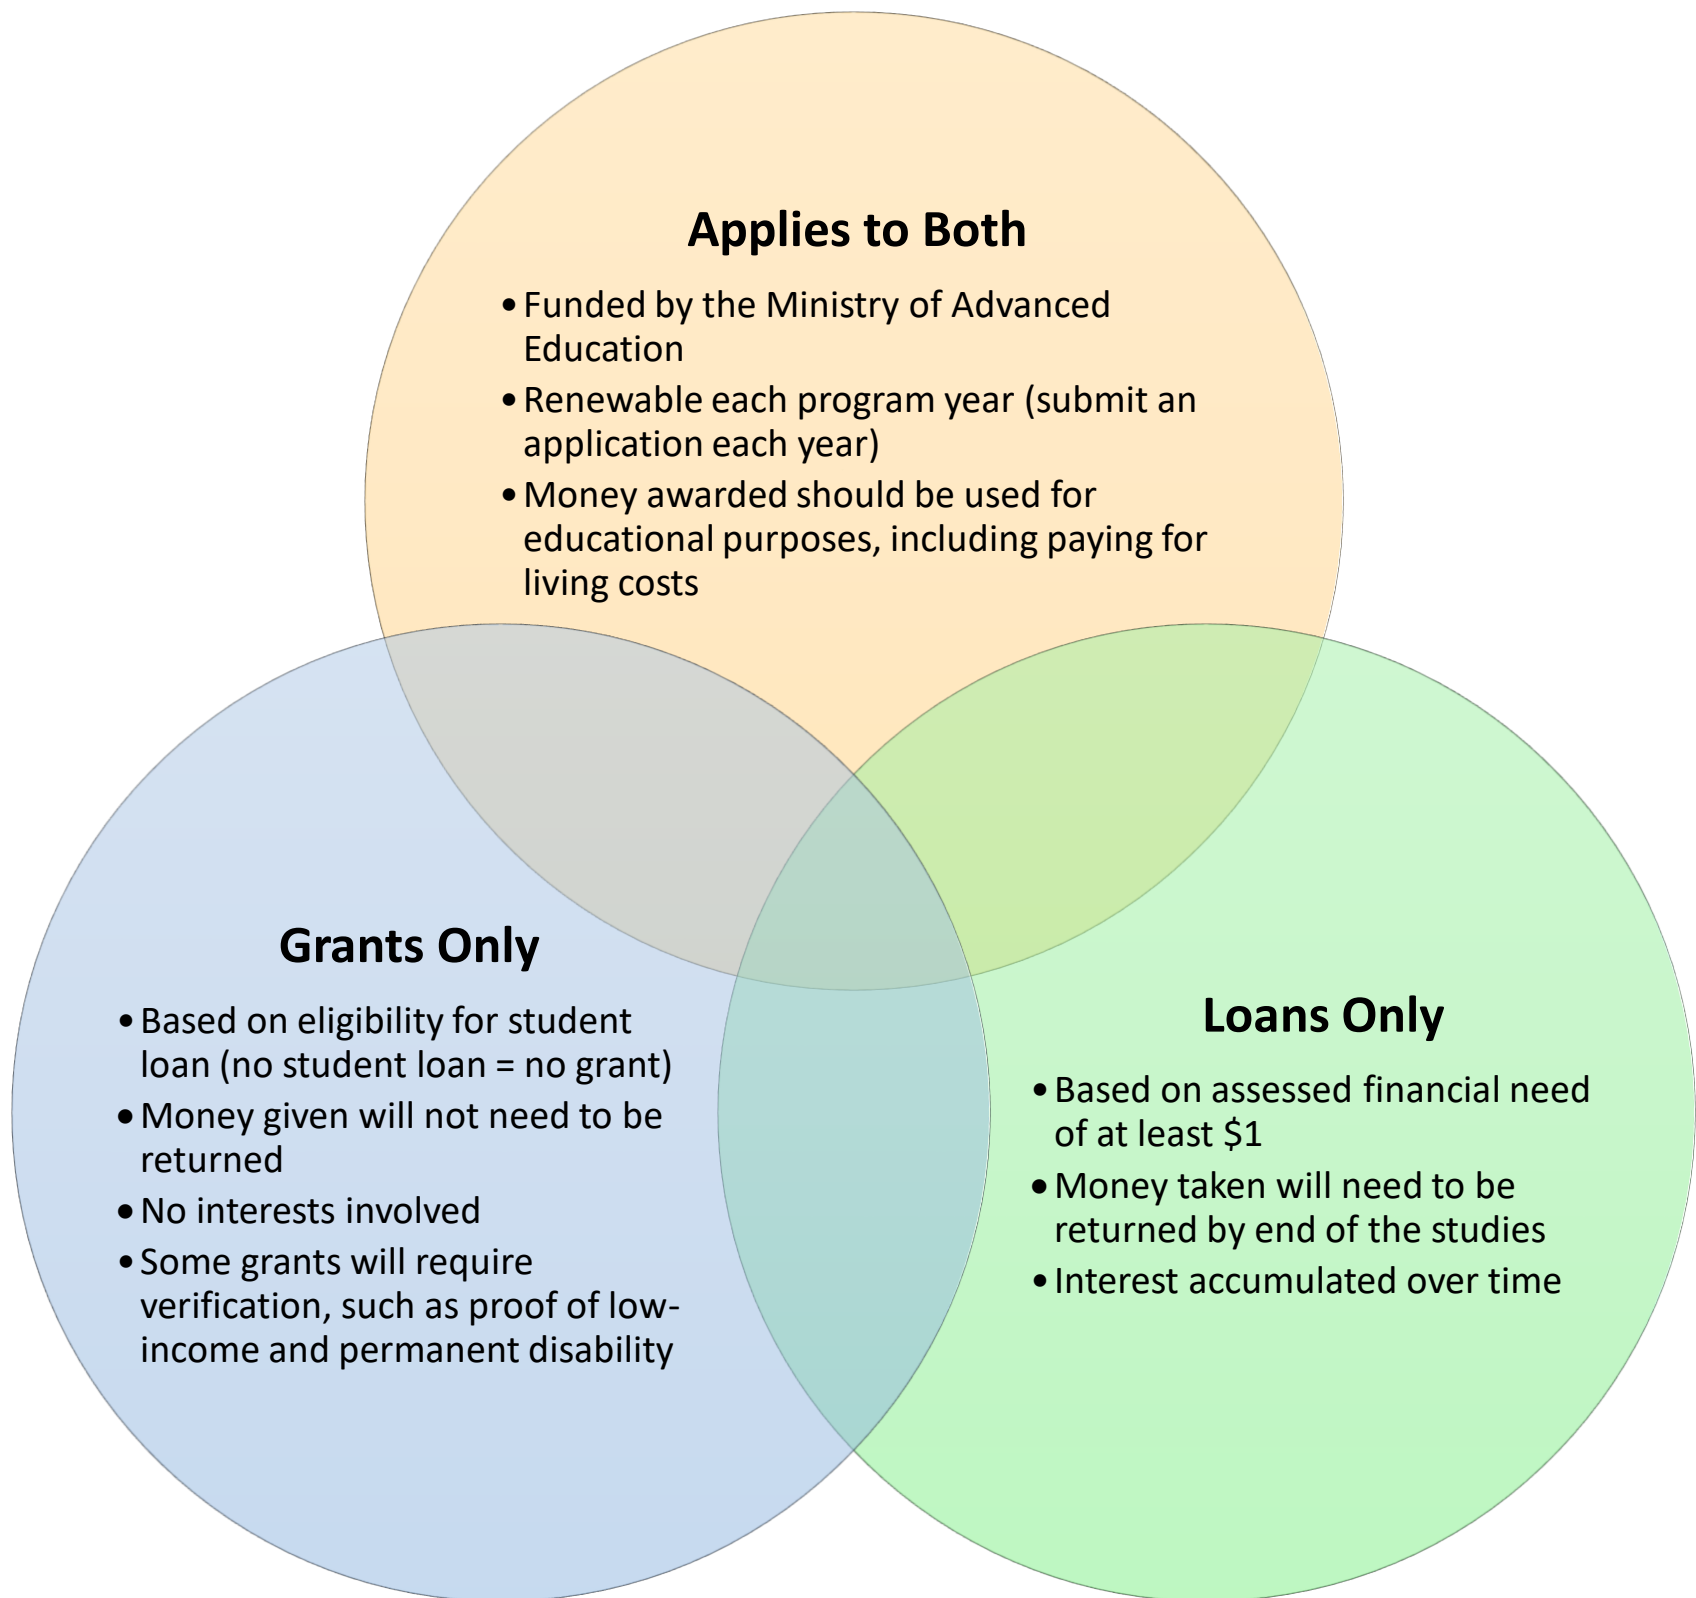 Applies to Both
•Funded by the Ministry of Advanced
Education
•Renewable each program year (submit an
application each year)
•Money awarded should be used for
educational purposes, including paying for
living costs
Grants Only
•Based on eligibility for student
loan (no student loan = no grant)
•Money given will not need to be
returned
•No interests involved
•Some grants will require
verification, such as proof of low-
income and permanent disability
Loans Only
•Based on assessed financial need
of at least $1
•Money taken will need to be
returned by end of the studies
•Interest accumulated over time